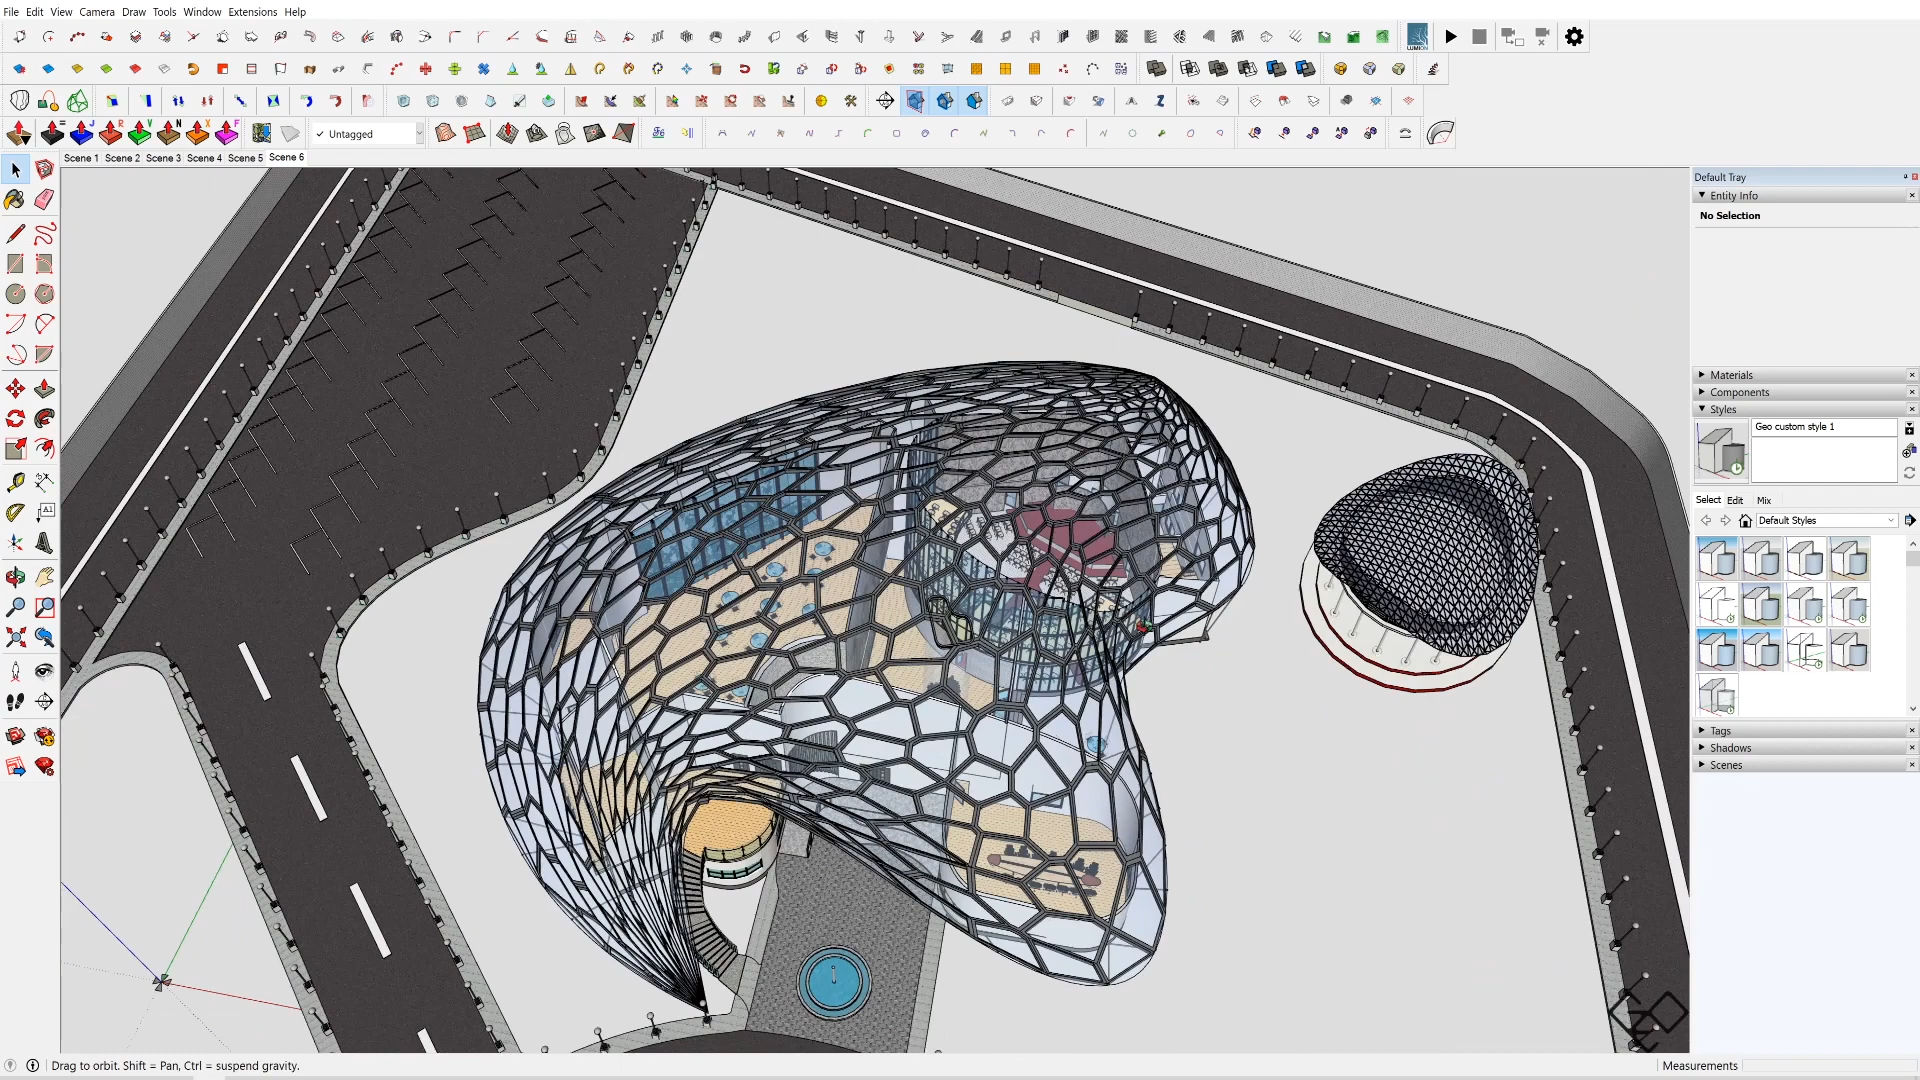 File Edit View Camera Draw Tools Window Extensions Help
LUMION
= J R V N X F
✓ Untagged
Scene 1 Scene 2 Scene 3 Scene 4 Scene 5 Scene 6
Default Tray
Entity Info
No Selection
Materials
Components
Styles
Geo custom style 1
Select Edit Mix
Default Styles
A1
Tags
Shadows
Scenes
Drag to orbit. Shift = Pan, Ctrl = suspend gravity.
Measurements